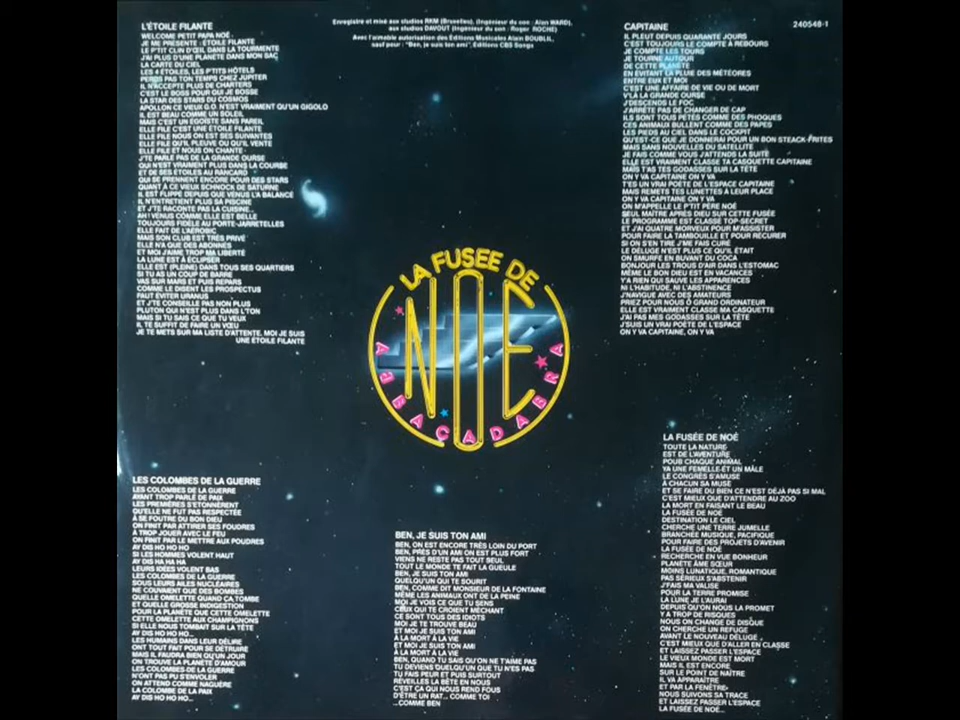 L'ÉTOILE FILANTE
WELCOME PETIT PAPA NOÉ
JE ME PRÉSENTE : ÉTOILE FILANTE
LE P'TIT CLIN D'ŒIL DANS LA TOURMENTE
J'AI PLUS D'UNE PLANÈTE DANS MON SAC
LA CARTE DU CIEL
LES 4 ÉTOILES, LES P'TITS HÔTELS
PERDS PAS TON TEMPS CHEZ JUPITER
IL N'ACCEPTE PLUS DE CHARTERS
C'EST LE BOSS POUR QUI JE BOSSE
LA STAR DES STARS DU COSMOS
APOLLON CE VIEUX G.O. N'EST VRAIMENT QU'UN GIGOLO
IL EST BEAU COMME UN SOLEIL
MAIS C'EST UN ÉGOÏSTE SANS PAREIL
ELLE FILE C'EST UNE ÉTOILE FILANTE
ELLE FILE NOUS ON EST SES SUIVANTES
ELLE FILE QU'IL PLEUVE OU QU'IL VENTE
ELLE FILE ET NOUS ON CHANTE
J'TE PARLE PAS DE LA GRANDE OURSE
QUI N'EST VRAIMENT PLUS DANS LA COURSE
ET DE SES ÉTOILES AU RANCARD
QUI SE PRENNENT ENCORE POUR DES STARS
QUANT À CE VIEUX SCHNOCK DE SATURNE
IL EST FLIPPÉ DEPUIS QUE VÉNUS L'A BALANCÉ
IL N'ENTRETIENT PLUS SA PISCINE
ET J'TE RACONTE PAS LA CUISINE...
AH! VÉNUS COMME ELLE EST BELLE
TOUJOURS FIDÈLE AU PORTE-JARRETELLES
ELLE FAIT DE L'AÉROBIC
MAIS SON CLUB EST TRÈS PRIVÉ
ELLE N'A QUE DES ABONNÉS
ET MOI J'AIME TROP MA LIBERTÉ
LA LUNE EST À ÉCLIPSER
ELLE EST (PLEINE) DANS TOUS SES QUARTIERS
SI TU AS UN COUP DE BARRE
VAS SUR MARS ET PUIS REPARS
COMME LE DISENT LES PROSPECTUS
FAUT ÉVITER URANUS
ET J'TE CONSEILLE PAS NON PLUS
PLUTON QUI N'EST PLUS DANS L'TON
MAIS SI TU SAIS CE QUE TU VEUX
IL TE SUFFIT DE FAIRE UN VŒU
JE TE METS SUR MA LISTE D'ATTENTE, MOI JE SUIS
UNE ÉTOILE FILANTE
Enregistré et mixé aux studios RKM (Bruxelles), (Ingénieur du son : Alan WARD),
aux studios DAVOUT (Ingénieur du son : Roger ROCHE)
Avec l'aimable autorisation des Editions Musicales Alain BOUBLIL,
sauf pour : "Ben, je suis ton ami", Editions CBS Songs
240548-1
CAPITAINE
IL PLEUT DEPUIS QUARANTE JOURS
C'EST TOUJOURS LE COMPTE À REBOURS
JE COMPTE LES TOURS
JE TOURNE AUTOUR
DE CETTE PLANÈTE
EN ÉVITANT LA PLUIE DES MÉTÉORES
ENTRE EUX ET MOI
C'EST UNE AFFAIRE DE VIE OU DE MORT
V'LÀ LA GRANDE OURSE
J'DESCENDS LE FOC
J'ARRÊTE PAS DE CHANGER DE CAP
ILS SONT TOUS PÉTÉS COMME DES PHOQUES
CES ANIMAUX BULLENT COMME DES PAPES
LES PIEDS AU CIEL DANS LE COCKPIT
QU'EST-CE QUE JE DONNERAI POUR UN BON STEACK-FRITES
MAIS SANS NOUVELLES DU SATELLITE
JE FAIS COMME VOUS J'ATTENDS LA SUITE
ELLE EST VRAIMENT CLASSE TA CASQUETTE CAPITAINE
MAIS T'AS TES GODASSES SUR LA TÊTE
ON Y VA CAPITAINE ON Y VA
T'ES UN VRAI POÈTE DE L'ESPACE CAPITAINE
MAIS REMETS TES LUNETTES À LEUR PLACE
ON Y VA CAPITAINE ON Y VA
ON M'APPELLE LE P'TIT PÈRE NOÉ
SEUL MAÎTRE APRÈS DIEU SUR CETTE FUSÉE
LE PROGRAMME EST CLASSÉ TOP-SECRET
ET J'AI QUATRE MORVEUX POUR M'ASSISTER
POUR FAIRE LA TAMBOUILLE ET POUR RÉCURER
SI ON S'EN TIRE J'ME FAIS CURÉ
LE DÉLUGE N'EST PLUS CE QU'IL ÉTAIT
ON SMURFE EN BUVANT DU COCA
BONJOUR LES TROUS D'AIR DANS L'ESTOMAC
MÊME LE BON DIEU EST EN VACANCES
Y'A RIEN QUI SAUVE LES APPARENCES
NI L'HABITUDE, NI L'ABSTINENCE
J'NAVIGUE AVEC DES AMATEURS
PRIEZ POUR NOUS Ô GRAND ORDINATEUR
ELLE EST VRAIMENT CLASSE MA CASQUETTE
J'AI PAS MES GODASSES SUR LA TÊTE
J'SUIS UN VRAI POÈTE DE L'ESPACE
ON Y VA CAPITAINE, ON Y VA
LA FUSÉE DE
NOÉ
ABBACADABRA
LES COLOMBES DE LA GUERRE
LES COLOMBES DE LA GUERRE
AYANT TROP PARLÉ DE PAIX
LES PREMIÈRES S'ÉTONNÈRENT
QU'ELLE NE FUT PAS RESPECTÉE
À SE FOUTRE DU BON DIEU
ON FINIT PAR ATTIRER SES FOUDRES
À TROP JOUER AVEC LE FEU
ON FINIT PAR LE METTRE AUX POUDRES
AY DIS HO HO HO
SI LES HOMMES VOLENT HAUT
AY DIS HA HA HA
LEURS IDÉES VOLENT BAS
LES COLOMBES DE LA GUERRE
SOUS LEURS AILES NUCLÉAIRES
NE COUVAIENT QUE DES BOMBES
QUELLE OMELETTE QUAND ÇA TOMBE
ET QUELLE GROSSE INDIGESTION
POUR LA PLANÈTE QUE CETTE OMELETTE
CETTE OMELETTE AUX CHAMPIGNONS
SI ELLE NOUS TOMBAIT SUR LA TÊTE
AY DIS HO HO HO...
LES HUMAINS DANS LEUR DÉLIRE
ONT TOUT FAIT POUR SE DÉTRUIRE
MAIS IL FAUDRA BIEN QU'UN JOUR
ON TROUVE LA PLANÈTE D'AMOUR
LES COLOMBES DE LA GUERRE
N'ONT PAS PU S'ENVOLER
ON ATTEND COMME NAGUÈRE
LA COLOMBE DE LA PAIX
AY DIS HO HO HO...
BEN, JE SUIS TON AMI
BEN, ON EST ENCORE TRÈS LOIN DU PORT
BEN, PRÈS D'UN AMI ON EST PLUS FORT
VIENS NE RESTE PAS TOUT SEUL
TOUT LE MONDE TE FAIT LA GUEULE
BEN, JE SUIS TON AMI
QUELQU'UN QUI TE SOURIT
BEN, COMME DIT MONSIEUR DE LA FONTAINE
MÊME LES ANIMAUX ONT DE LA PEINE
MOI JE VOIS CE QUE TU SENS
CEUX QUI TE CROIENT MÉCHANT
CE SONT TOUS DES IDIOTS
MOI JE TE TROUVE BEAU
ET MOI JE SUIS TON AMI
À LA MORT À LA VIE
ET MOI JE SUIS TON AMI
À LA MORT À LA VIE
BEN, QUAND TU SAIS QU'ON NE T'AIME PAS
TU DEVIENS QUELQU'UN QUE TU N'ES PAS
TU FAIS PEUR ET PUIS SURTOUT
RÉVEILLES LA BÊTE EN NOUS
C'EST ÇA QUI NOUS REND FOUS
D'ÊTRE UN RAT... COMME TOI
...COMME BEN
LA FUSÉE DE NOÉ
TOUTE LA NATURE
EST DE L'AVENTURE
POUR CHAQUE ANIMAL
YA UNE FEMELLE ET UN MÂLE
LE CONGRÈS S'AMUSE
À CHACUN SA MUSE
ET SE FAIRE DU BIEN CE N'EST DÉJÀ PAS SI MAL
C'EST MIEUX QUE D'ATTENDRE AU ZOO
LA MORT EN FAISANT LE BEAU
LA FUSÉE DE NOÉ
DESTINATION LE CIEL
CHERCHE UNE TERRE JUMELLE
BRANCHÉE MUSIQUE, PACIFIQUE
POUR FAIRE DES PROJETS D'AVENIR
LA FUSÉE DE NOÉ
RECHERCHE EN VUE BONHEUR
PLANÈTE ÂME SŒUR
MOINS LUNATIQUE, ROMANTIQUE
PAS SÉRIEUX S'ABSTENIR
J'FAIS MA VALISE
POUR LA TERRE PROMISE
LA LUNE JE L'AURAI
DEPUIS QU'ON NOUS LA PROMET
Y A TROP DE RISQUES
NOUS ON CHANGE DE DISQUE
ON CHERCHE UN REFUGE
AVANT LE NOUVEAU DÉLUGE
C'EST MIEUX QUE D'ALLER EN CLASSE
ET LAISSEZ PASSER L'ESPACE
LE VIEUX MONDE EST MORT
MAIS IL EST ENCORE
SUR LE POINT DE NAÎTRE
IL VA APPARAÎTRE
ET PAR LA FENÊTRE
NOUS SUIVONS SA TRACE
ET LAISSEZ PASSER L'ESPACE
LA FUSÉE DE NOÉ...